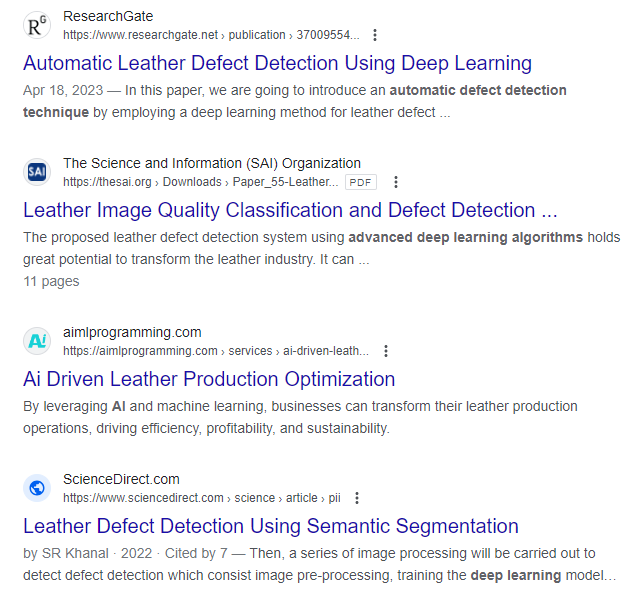 ResearchGate
https://www.researchgate.net › publication › 37009554...
Automatic Leather Defect Detection Using Deep Learning
Apr 18, 2023 — In this paper, we are going to introduce an automatic defect detection
technique by employing a deep learning method for leather defect ...
The Science and Information (SAI) Organization
https://thesai.org › Downloads › Paper_55-Leather... PDF
Leather Image Quality Classification and Defect Detection ...
The proposed leather defect detection system using advanced deep learning algorithms holds
great potential to transform the leather industry. It can ...
11 pages
aimlprogramming.com
https://aimlprogramming.com › services › ai-driven-leath...
Ai Driven Leather Production Optimization
By leveraging AI and machine learning, businesses can transform their leather production
operations, driving efficiency, profitability, and sustainability.
ScienceDirect.com
https://www.sciencedirect.com › science › article › pii
Leather Defect Detection Using Semantic Segmentation
by SR Khanal · 2022 · Cited by 7 — Then, a series of image processing will be carried out to
detect defect detection which consist image pre-processing, training the deep learning model...